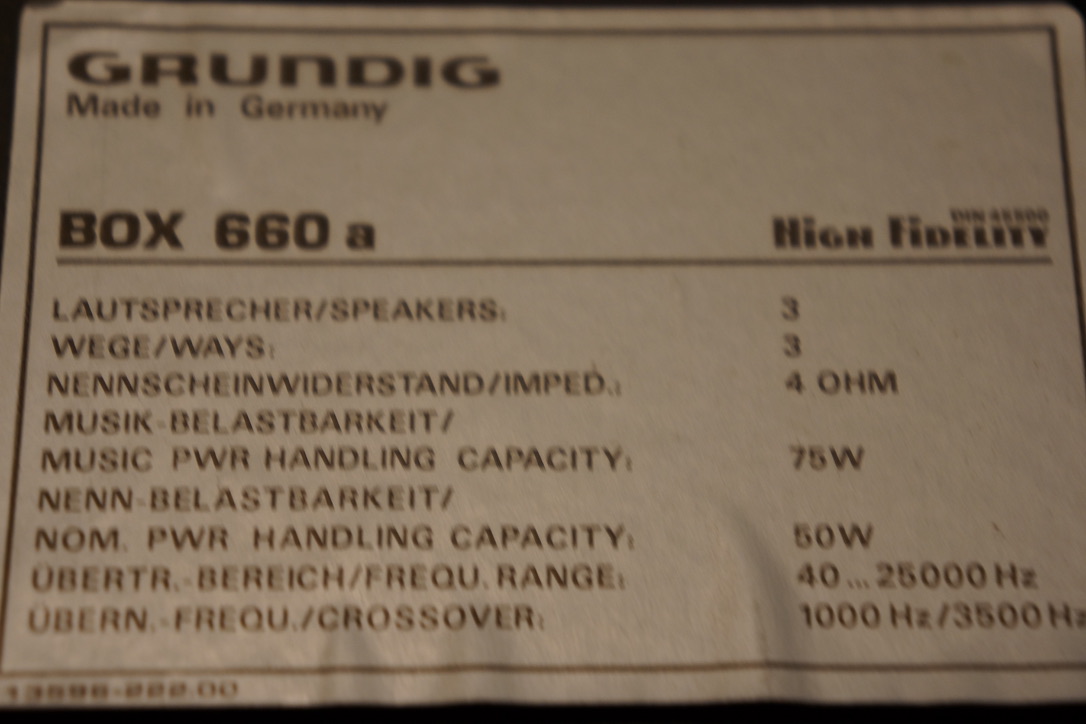 GRUNDIG
Made in Germany
BOX 660 a
DIN 45500
HIGH FIDELITY
LAUTSPRECHER/SPEAKERS: 3
WEGE/WAYS: 3
NENNSCHEINWIDERSTAND/IMPED.: 4 OHM
MUSIK-BELASTBARKEIT/
MUSIC PWR HANDLING CAPACITY: 75W
NENN-BELASTBARKEIT/
NOM. PWR HANDLING CAPACITY: 50W
ÜBERTR.-BEREICH/FREQU. RANGE: 40...25000 Hz
ÜBERN.-FREQU./CROSSOVER: 1000 Hz/3500 Hz